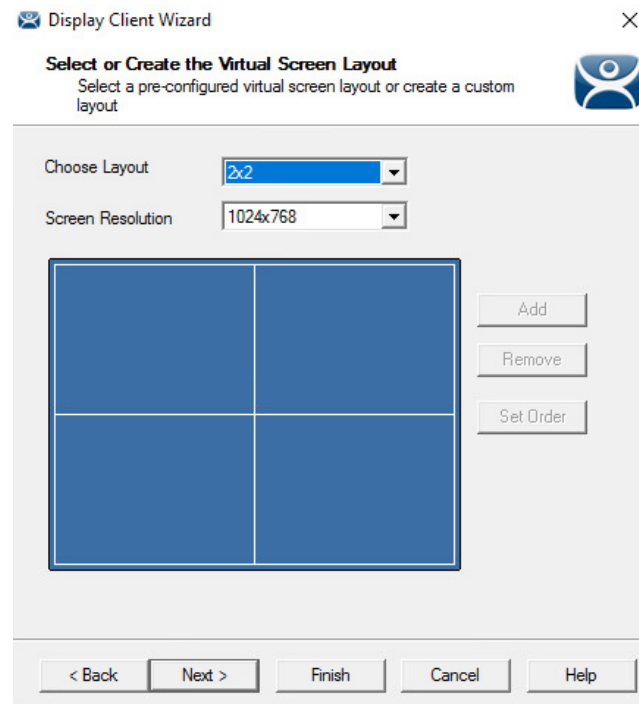 Display Client Wizard
Select or Create the Virtual Screen Layout
Select a pre-configured virtual screen layout or create a custom
layout
Choose Layout 2x2
Screen Resolution 1024x768
Add
Remove
Set Order
< Back Next > Finish Cancel Help